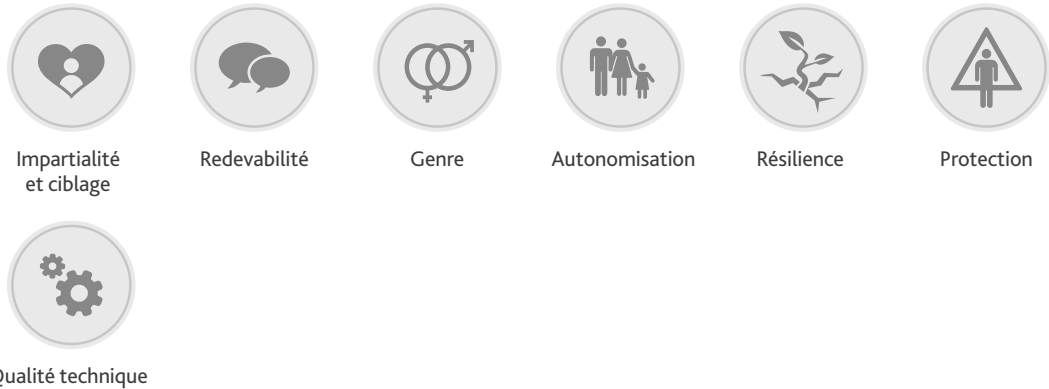 Impartialité
et ciblage
Redevabilité
Genre
Autonomisation
Résilience
Protection
Qualité technique